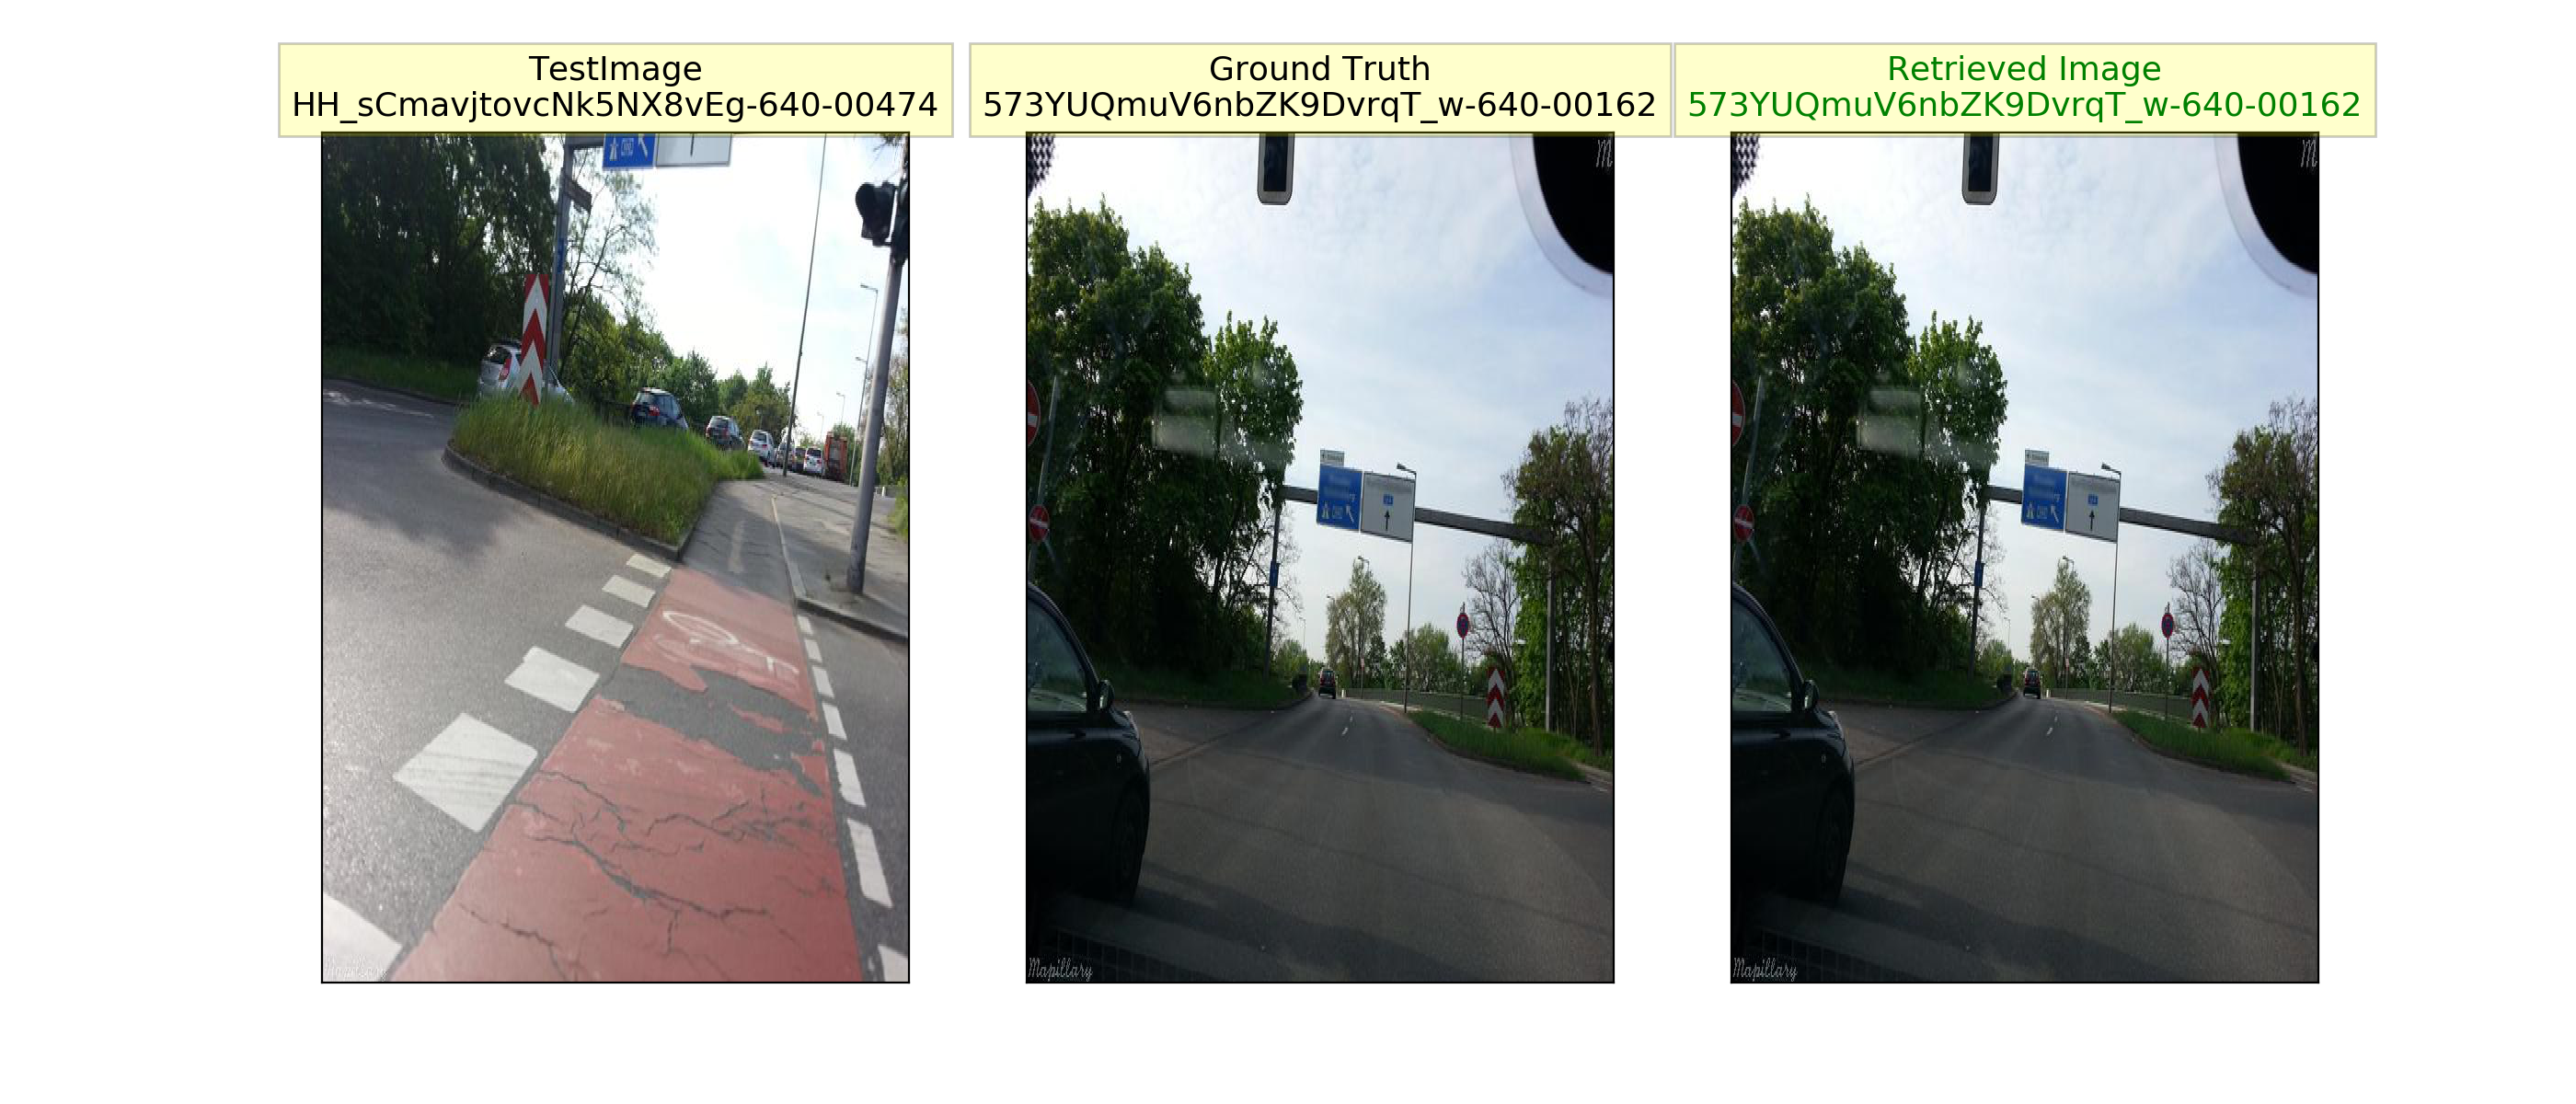 TestImage
HH_sCmavjtovcNk5NX8vEg-640-00474
Ground Truth
573YUQmuV6nbZK9DvrqT_w-640-00162
Retrieved Image
573YUQmuV6nbZK9DvrqT_w-640-00162
M
M
Mapillary
Mapillary
Mapillary